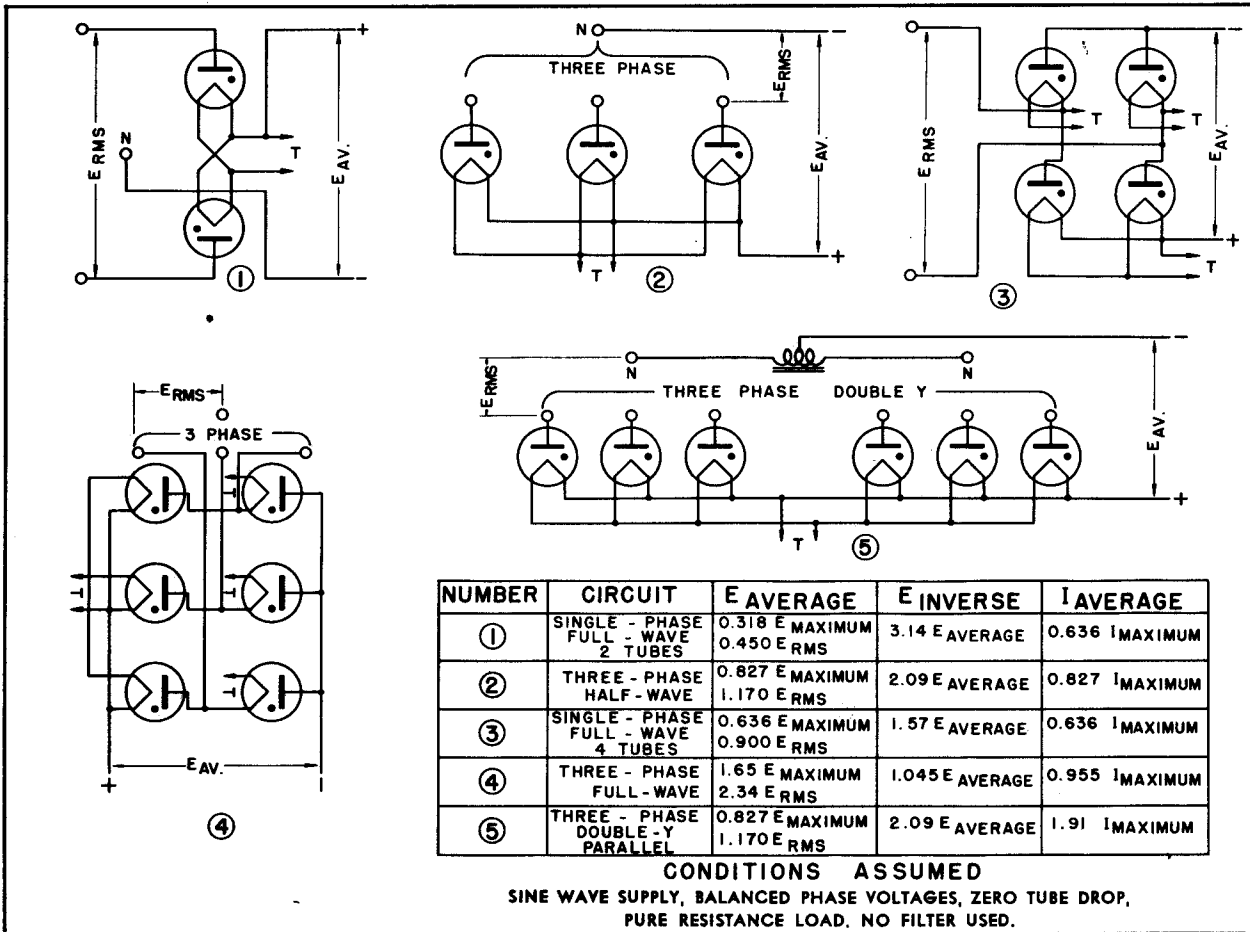 E RMS
N
T
E AV.
+
-
①
N
THREE PHASE
E RMS
E AV.
-
+
T
②
E RMS
T
T
E AV.
-
+
T
③
E RMS
3 PHASE
T
T
T
T
E AV.
+
-
④
E RMS
N
N
THREE PHASE DOUBLE Y
E AV.
-
+
T
⑤
NUMBER CIRCUIT E AVERAGE E INVERSE I AVERAGE
① SINGLE - PHASE FULL - WAVE 2 TUBES 0.318 E MAXIMUM 0.450 E RMS 3.14 E AVERAGE 0.636 I MAXIMUM
② THREE - PHASE HALF - WAVE 0.827 E MAXIMUM 1.170 E RMS 2.09 E AVERAGE 0.827 I MAXIMUM
③ SINGLE - PHASE FULL - WAVE 4 TUBES 0.636 E MAXIMUM 0.900 E RMS 1.57 E AVERAGE 0.636 I MAXIMUM
④ THREE - PHASE FULL - WAVE 1.65 E MAXIMUM 2.34 E RMS 1.045 E AVERAGE 0.955 I MAXIMUM
⑤ THREE - PHASE DOUBLE - Y PARALLEL 0.827 E MAXIMUM 1.170 E RMS 2.09 E AVERAGE 1.91 I MAXIMUM
CONDITIONS ASSUMED
SINE WAVE SUPPLY, BALANCED PHASE VOLTAGES, ZERO TUBE DROP,
PURE RESISTANCE LOAD, NO FILTER USED.